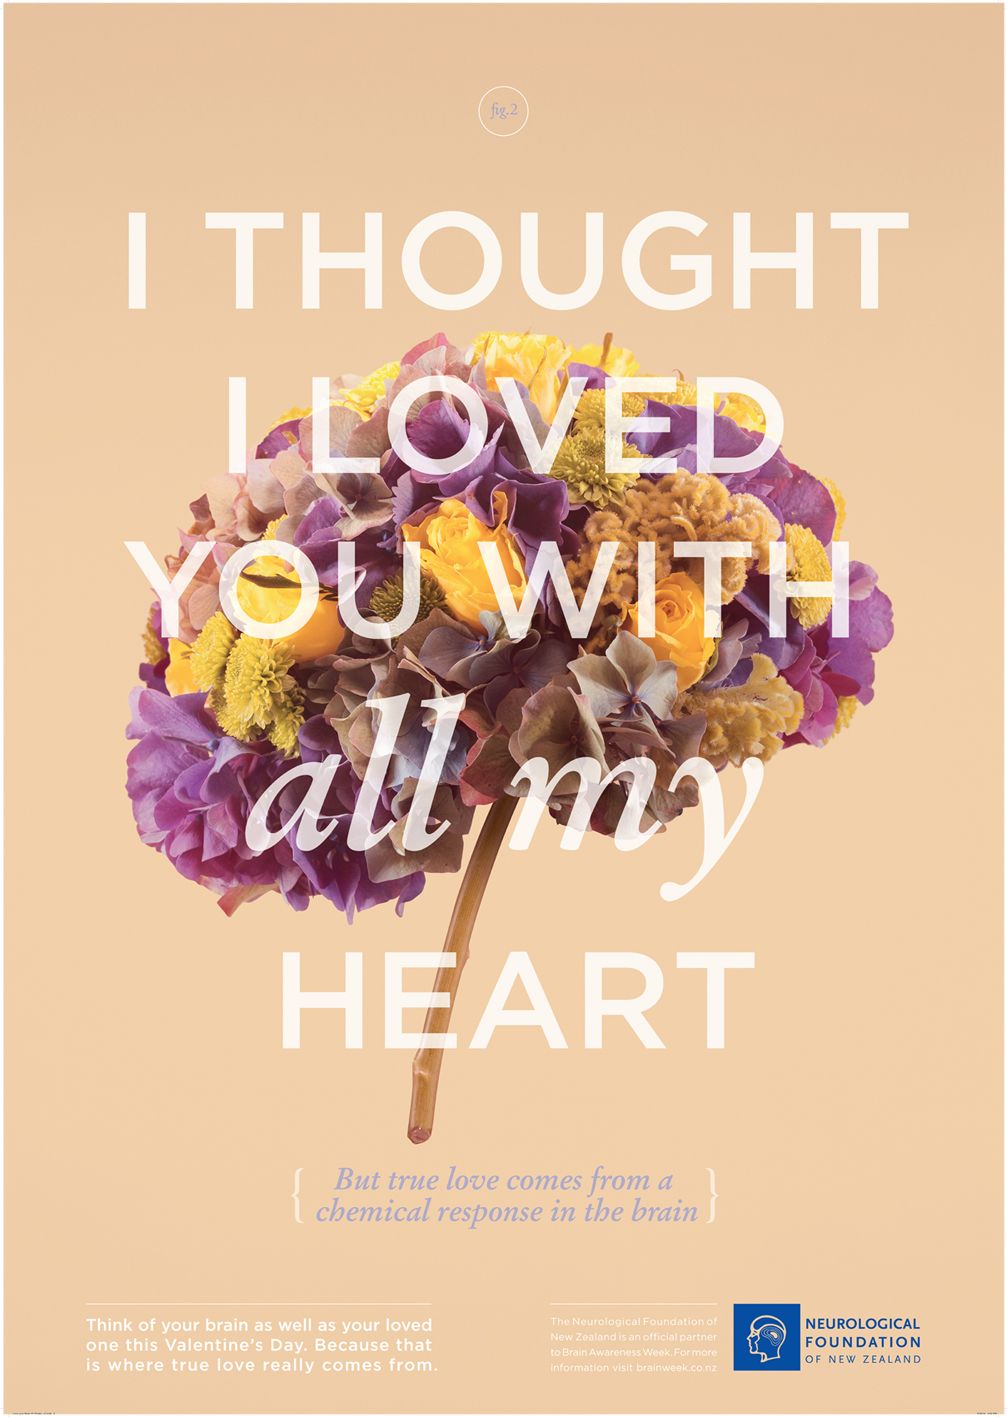 fig.2
I THOUGHT
I LOVED
YOU WITH
all my
HEART
{ But true love comes from a
chemical response in the brain }
Think of your brain as well as your loved
one this Valentine's Day. Because that
is where true love really comes from.
The Neurological Foundation of
New Zealand is an official partner
to Brain Awareness Week. For more
information visit brainweek.co.nz
NEUROLOGICAL
FOUNDATION
OF NEW ZEALAND